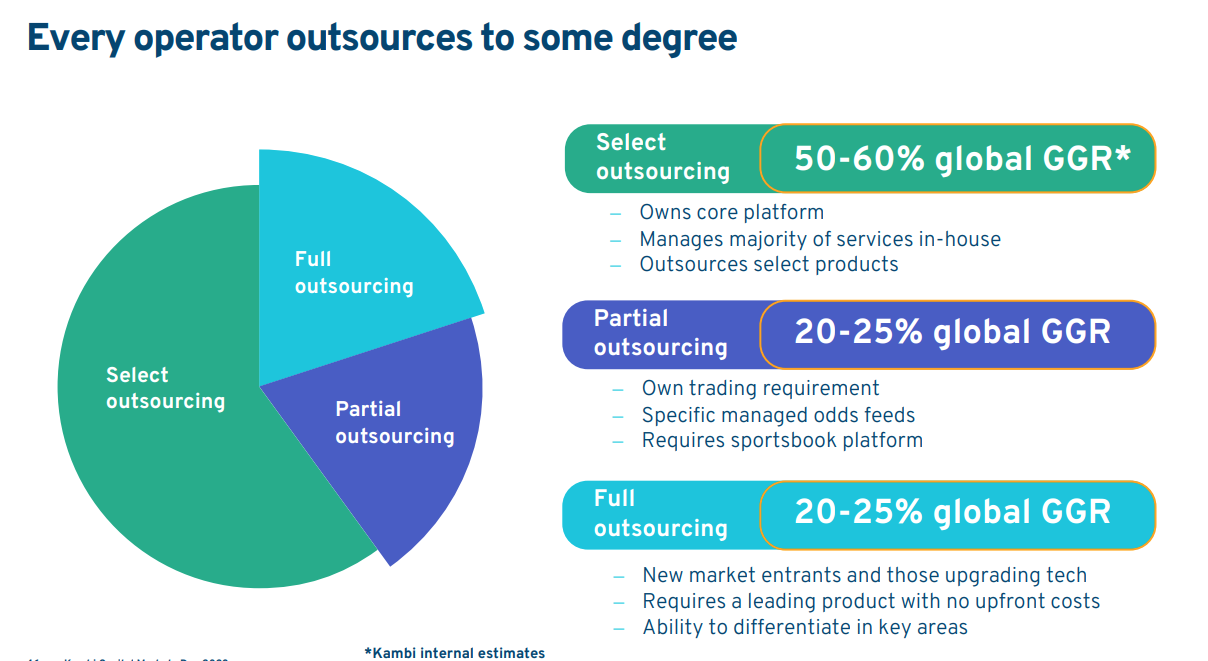 Every operator outsources to some degree
Full
outsourcing
Select
outsourcing
Partial
outsourcing
Select
outsourcing
50-60% global GGR*
– Owns core platform
– Manages majority of services in-house
– Outsources select products
Partial
outsourcing
20-25% global GGR
– Own trading requirement
– Specific managed odds feeds
– Requires sportsbook platform
Full
outsourcing
20-25% global GGR
– New market entrants and those upgrading tech
– Requires a leading product with no upfront costs
– Ability to differentiate in key areas
*Kambi internal estimates